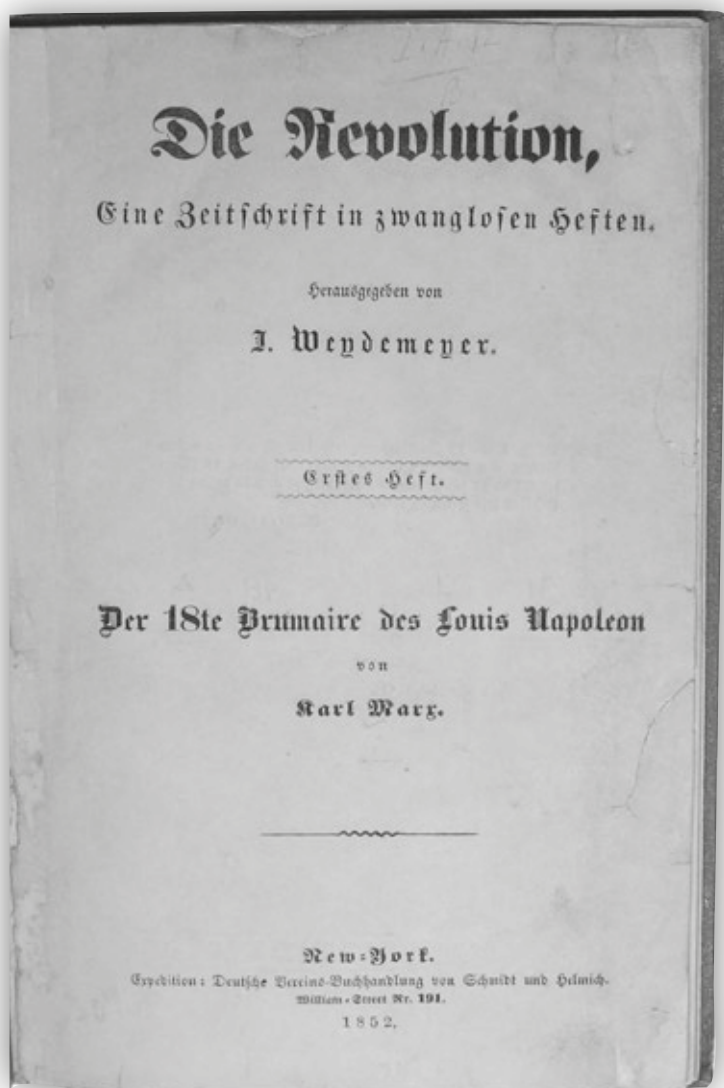 Die Revolution,
Eine Zeitschrift in zwanglosen Heften.
Herausgegeben von
J. Weydemeyer.
Erstes Heft.
Der 18te Brumaire des Louis Napoleon
von
Karl Marx.
New-York.
Expedition: Deutsche Vereins-Buchhandlung von Schmidt und Helmich.
William-Street Nr. 191.
1852.